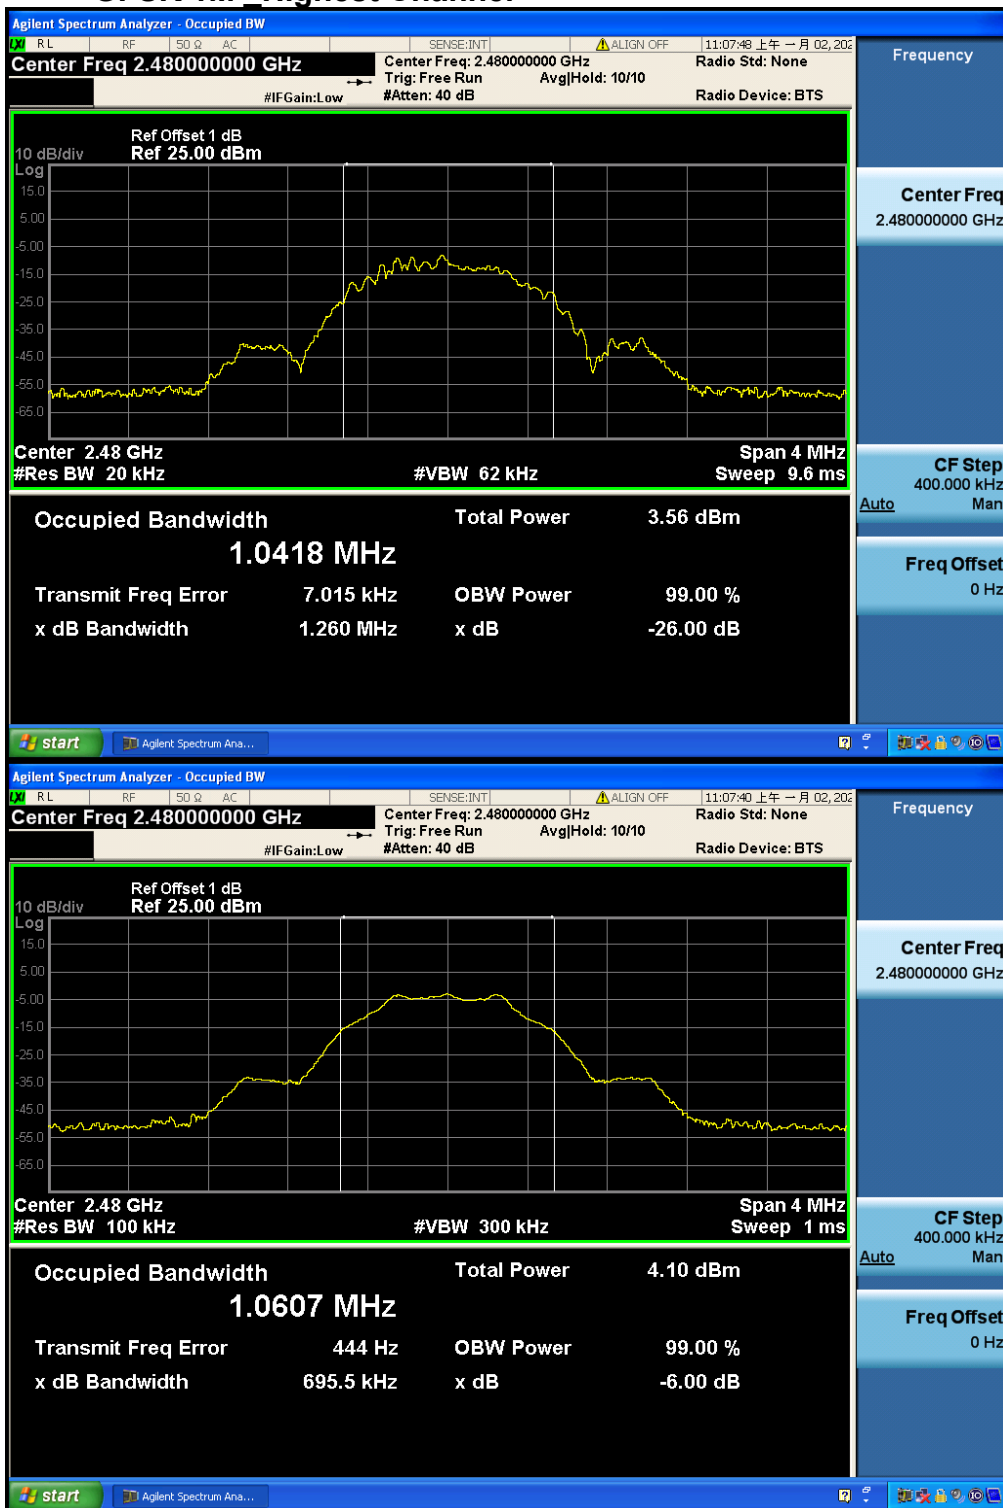 Agilent Spectrum Analyzer - Occupied BW
LXI RL RF 50 Ω AC SENSE:INT ALIGN OFF 11:07:48 上午 一月 02, 202
Center Freq 2.480000000 GHz
Center Freq: 2.480000000 GHz
Radio Std: None
Trig: Free Run Avg|Hold: 10/10
#IFGain:Low
#Atten: 40 dB
Radio Device: BTS
Frequency
Ref Offset 1 dB
10 dB/div Ref 25.00 dBm
Log
15.0
5.00
-5.00
-15.0
-25.0
-35.0
-45.0
-55.0
-65.0
Center 2.48 GHz Span 4 MHz
#Res BW 20 kHz #VBW 62 kHz Sweep 9.6 ms
Center Freq
2.480000000 GHz
CF Step
400.000 kHz
Auto Man
Freq Offset
0 Hz
Occupied Bandwidth Total Power 3.56 dBm
1.0418 MHz
Transmit Freq Error 7.015 kHz OBW Power 99.00 %
x dB Bandwidth 1.260 MHz x dB -26.00 dB
start Agilent Spectrum Ana...
Agilent Spectrum Analyzer - Occupied BW
LXI RL RF 50 Ω AC SENSE:INT ALIGN OFF 11:07:40 上午 一月 02, 202
Center Freq 2.480000000 GHz
Center Freq: 2.480000000 GHz
Radio Std: None
Trig: Free Run Avg|Hold: 10/10
#IFGain:Low
#Atten: 40 dB
Radio Device: BTS
Frequency
Ref Offset 1 dB
10 dB/div Ref 25.00 dBm
Log
15.0
5.00
-5.00
-15.0
-25.0
-35.0
-45.0
-55.0
-65.0
Center 2.48 GHz Span 4 MHz
#Res BW 100 kHz #VBW 300 kHz Sweep 1 ms
Center Freq
2.480000000 GHz
CF Step
400.000 kHz
Auto Man
Freq Offset
0 Hz
Occupied Bandwidth Total Power 4.10 dBm
1.0607 MHz
Transmit Freq Error 444 Hz OBW Power 99.00 %
x dB Bandwidth 695.5 kHz x dB -6.00 dB
start Agilent Spectrum Ana...